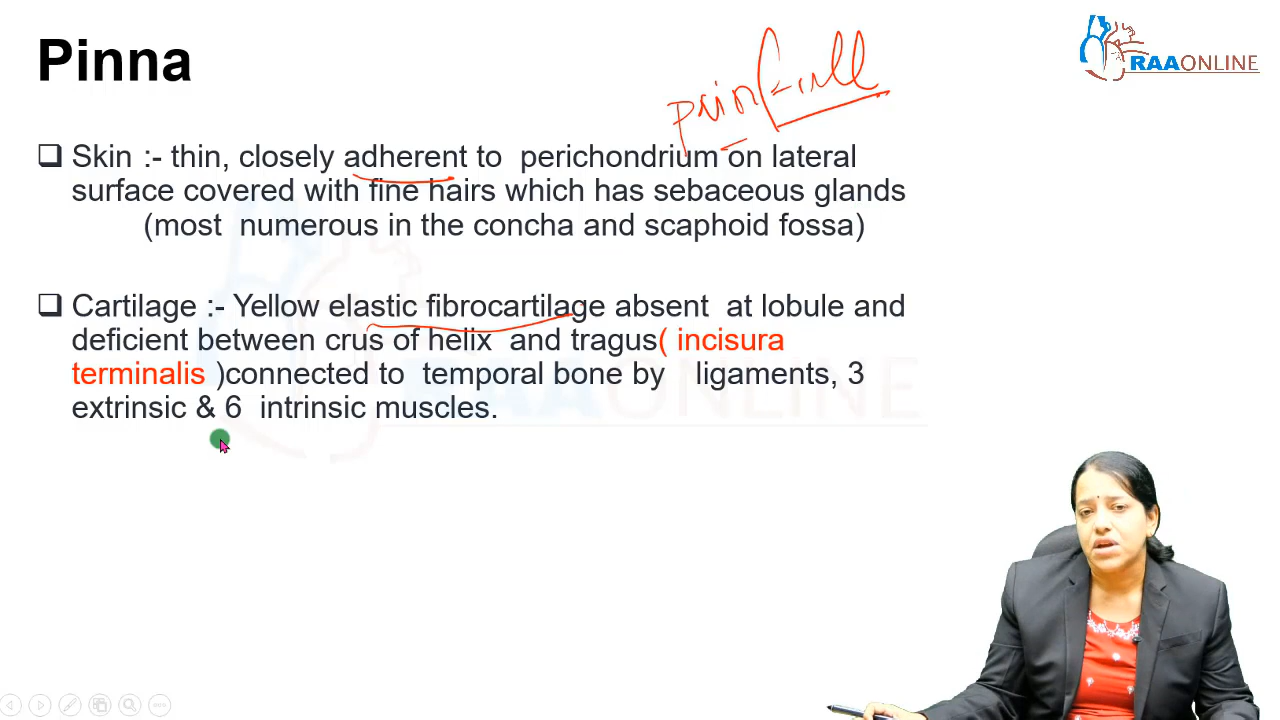 Pinna
RAAONLINE
painful
❑ Skin :- thin, closely adherent to perichondrium on lateral
surface covered with fine hairs which has sebaceous glands
(most numerous in the concha and scaphoid fossa)
❑ Cartilage :- Yellow elastic fibrocartilage absent at lobule and
deficient between crus of helix and tragus( incisura
terminalis )connected to temporal bone by ligaments, 3
extrinsic & 6 intrinsic muscles.
RAAONLINE